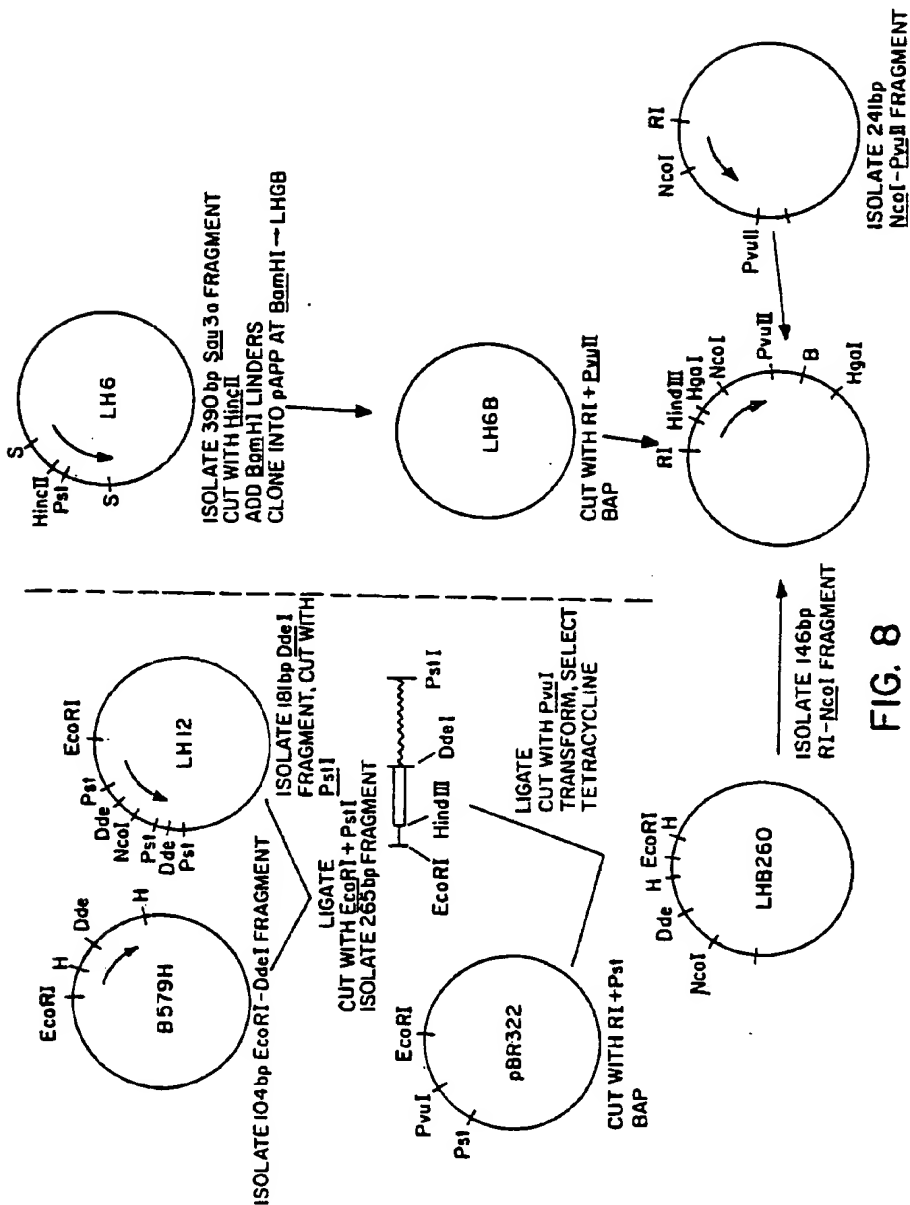 EcoRI
H
Dde
H
B579H
ISOLATE 104bp EcoRI-DdeI FRAGMENT
EcoRI
Pst
Dde
NcoI
Pst
Dde
Pst
LH12
ISOLATE 181bp DdeI
FRAGMENT, CUT WITH
PstI
LIGATE
CUT WITH EcoRI + PstI
ISOLATE 265bp FRAGMENT
EcoRI
HindIII
DdeI
PstI
PvuI
EcoRI
Pst
pBR322
CUT WITH RI+Pst
BAP
LIGATE
CUT WITH PvuI
TRANSFORM, SELECT
TETRACYCLINE
H
EcoRI
H
Dde
NcoI
LHB260
ISOLATE 146bp
RI-NcoI FRAGMENT
S
HincII
Pst
S
LH6
ISOLATE 390bp Sau3a FRAGMENT
CUT WITH HincII
ADD BamHI LINDERS
CLONE INTO pAPP AT BamHI→LHGB
LH6B
CUT WITH RI + PvuII
BAP
RI
HindIII
HgaI
NcoI
PvuII
B
HgaI
RI
NcoI
PvuII
ISOLATE 241bp
NcoI-PvuII FRAGMENT
FIG. 8